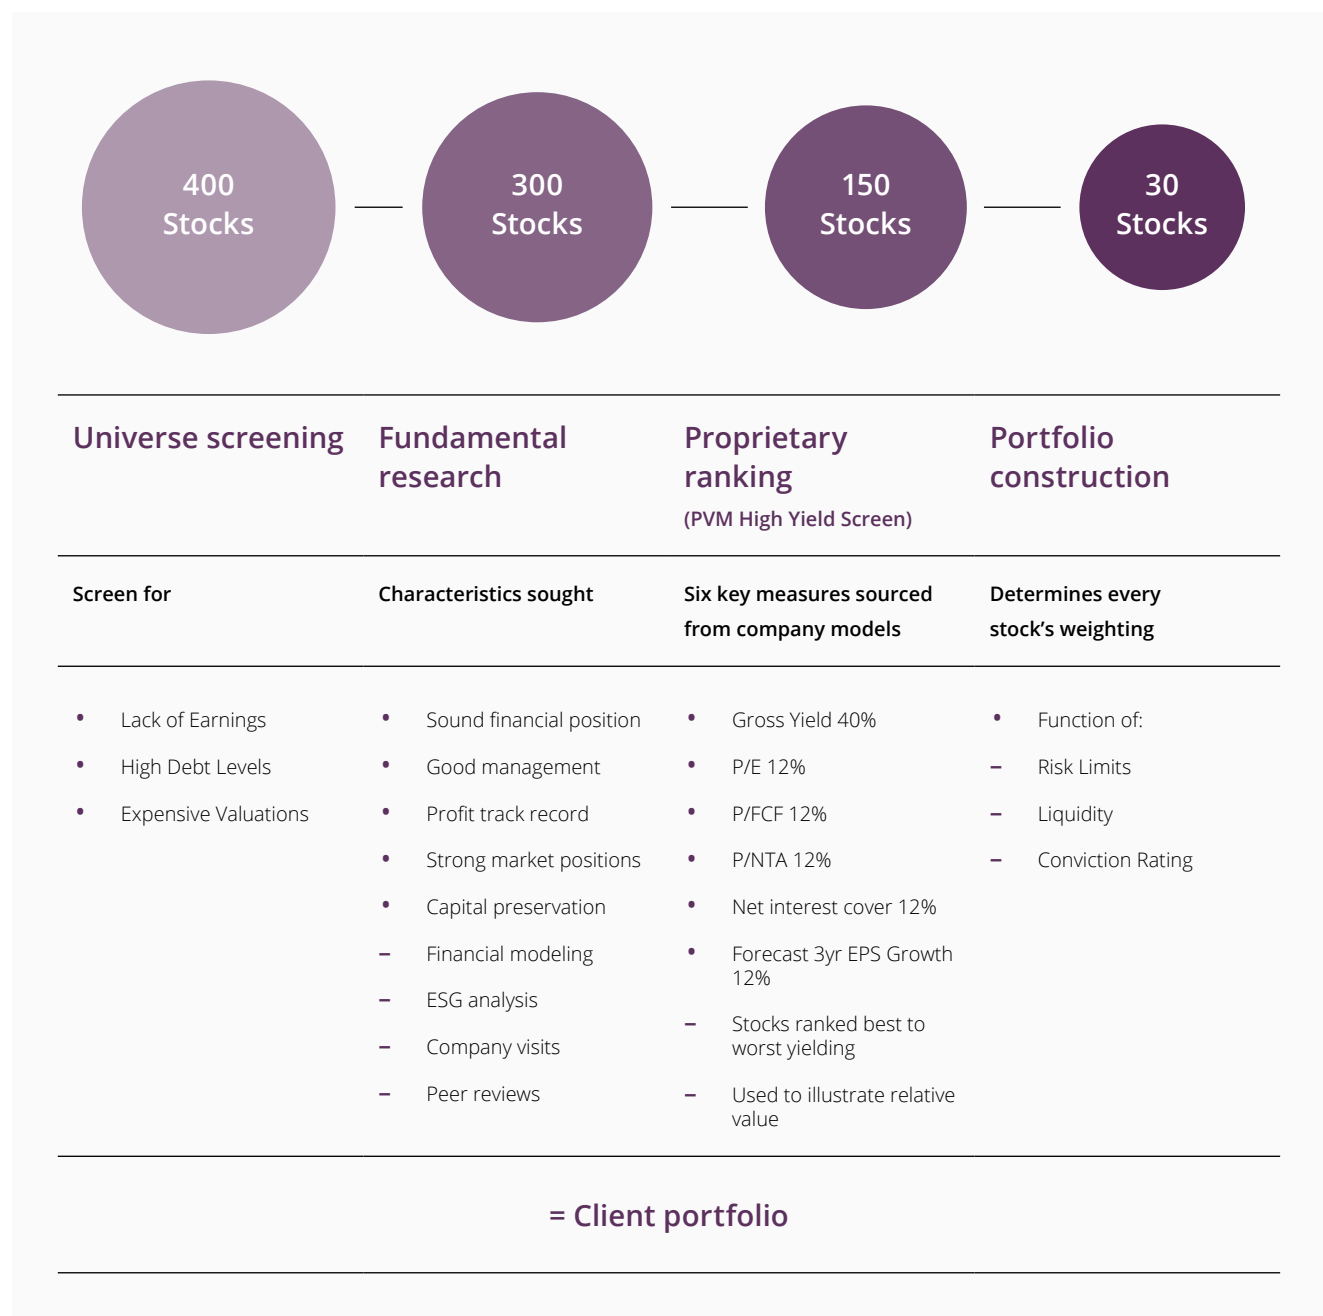 400
Stocks
300
Stocks
150
Stocks
30
Stocks
Universe screening
Fundamental
research
Proprietary
ranking
(PVM High Yield Screen)
Portfolio
construction
Screen for
Characteristics sought
Six key measures sourced
from company models
Determines every
stock’s weighting
• Lack of Earnings
• High Debt Levels
• Expensive Valuations
• Sound financial position
• Good management
• Profit track record
• Strong market positions
• Capital preservation
– Financial modeling
– ESG analysis
– Company visits
– Peer reviews
• Gross Yield 40%
• P/E 12%
• P/FCF 12%
• P/NTA 12%
• Net interest cover 12%
• Forecast 3yr EPS Growth
12%
– Stocks ranked best to
worst yielding
– Used to illustrate relative
value
• Function of:
– Risk Limits
– Liquidity
– Conviction Rating
= Client portfolio